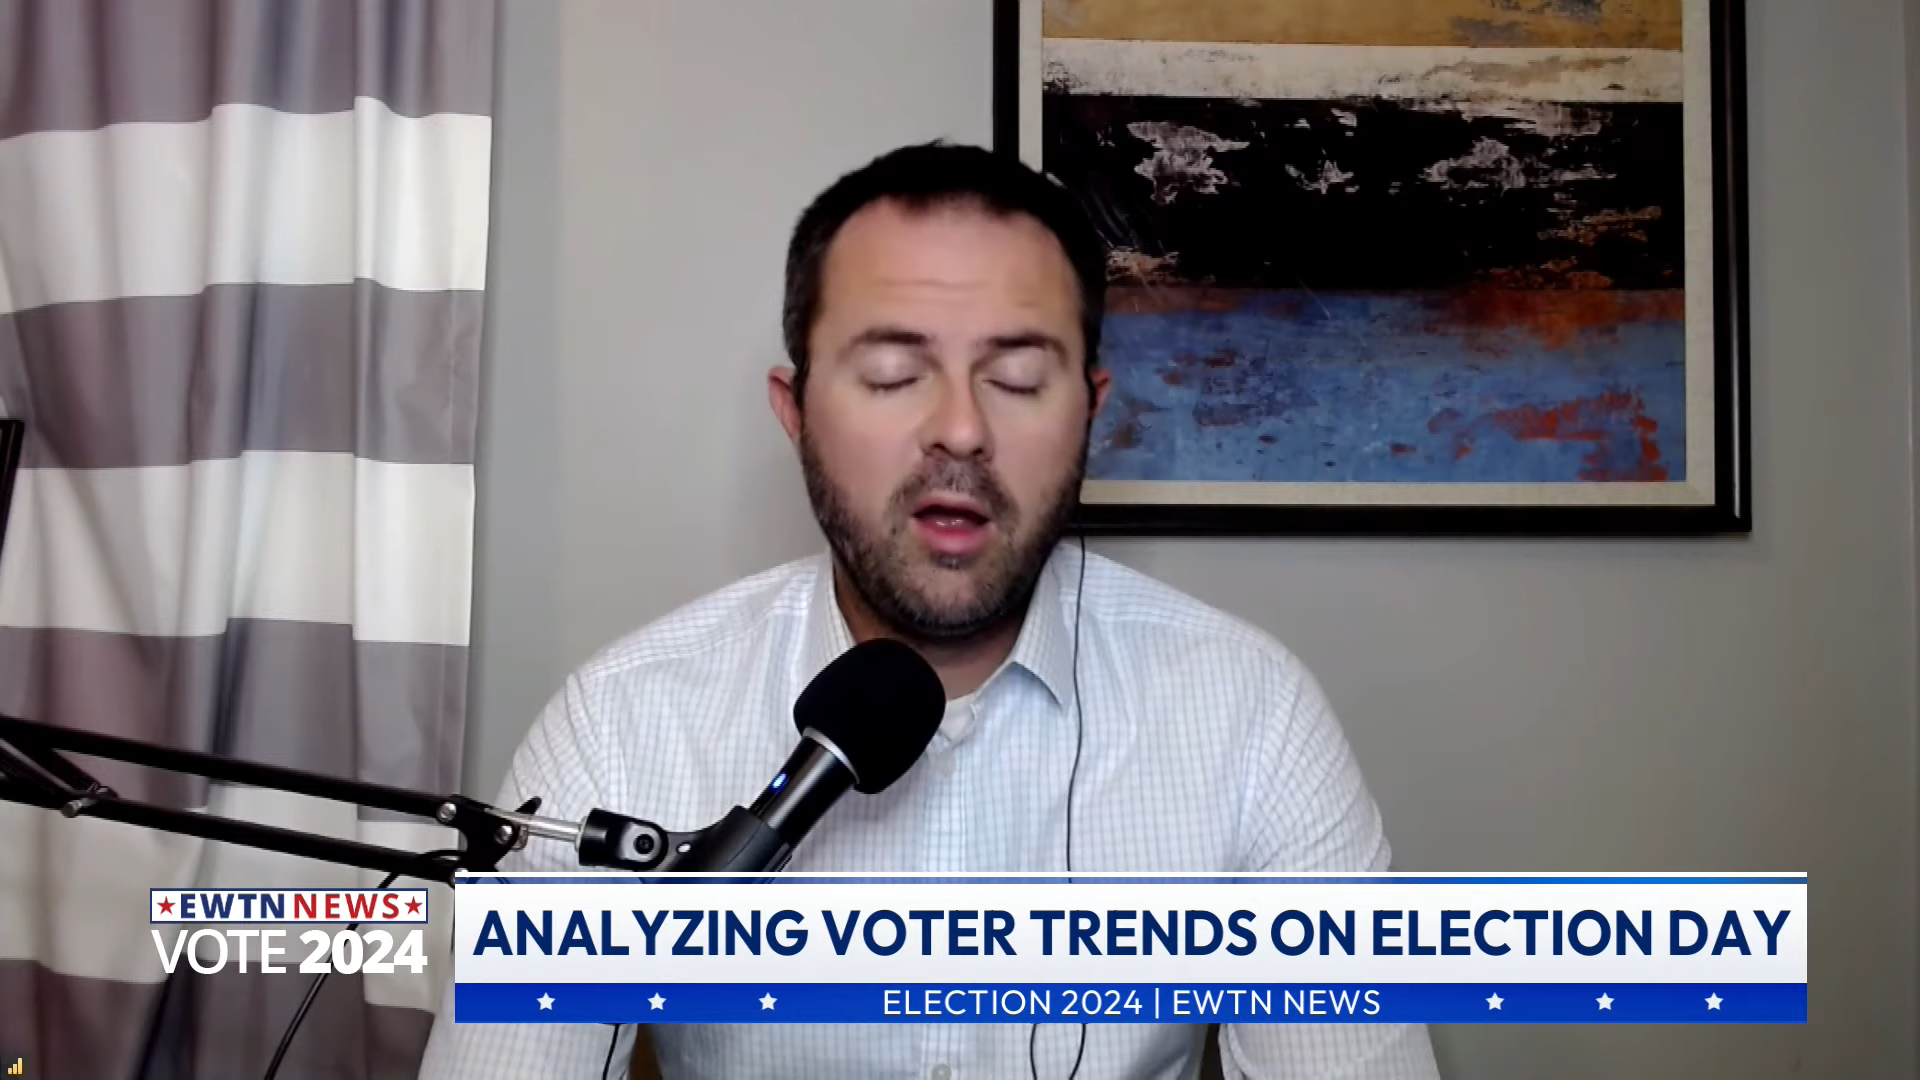 EWTN NEWS
VOTE 2024
ANALYZING VOTER TRENDS ON ELECTION DAY
ELECTION 2024 | EWTN NEWS